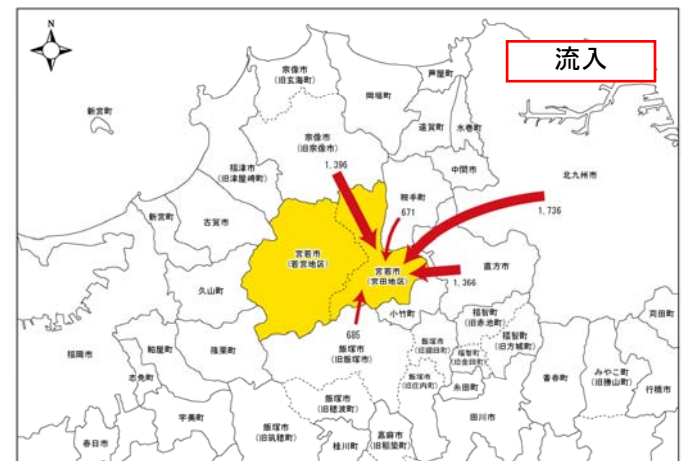 N
流入
宗像市
(旧玄海町)
芦屋町
岡垣町
新宮町
遠賀町
水巻町
宗像市
(旧宗像市)
中間市
北九州市
福津市
(旧津屋崎町)
1,396
鞍手町
1,736
新宮町
古賀市
671
宮若市
(若宮地区)
宮若市
(宮田地区)
直方市
1,366
久山町
小竹町
福智町
(旧赤池町)
苅田町
685
福岡市
粕屋町
篠栗町
飯塚市
(旧飯塚市)
飯塚市
(旧頴田町)
福智町
(旧金田町)
福智町
(旧方城町)
志免町
飯塚市
(旧庄内町)
糸田町
香春町
みやこ町
(旧勝山町)
行橋市
宇美町
飯塚市
(旧穂波町)
田川市
春日市
飯塚市
(旧筑穂町)
桂川町
嘉麻市
(旧稲築町)